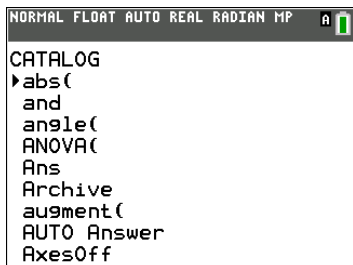 NORMAL FLOAT AUTO REAL RADIAN MP A
CATALOG
▶abs(
and
angle(
ANOVA(
Ans
Archive
augment(
AUTO Answer
AxesOff